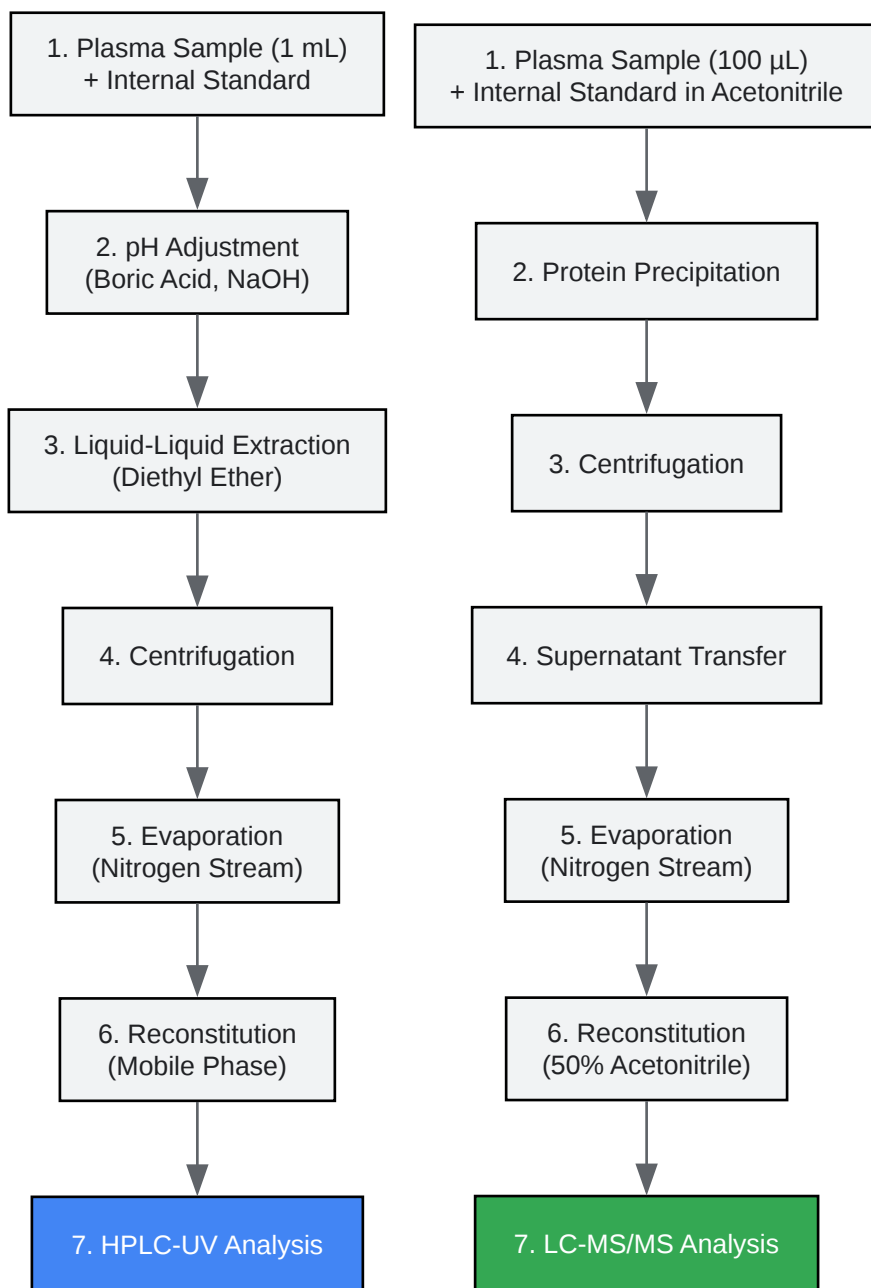 1. Plasma Sample (1 mL)
+ Internal Standard
2. pH Adjustment
(Boric Acid, NaOH)
3. Liquid-Liquid Extraction
(Diethyl Ether)
4. Centrifugation
5. Evaporation
(Nitrogen Stream)
6. Reconstitution
(Mobile Phase)
7. HPLC-UV Analysis
1. Plasma Sample (100 µL)
+ Internal Standard in Acetonitrile
2. Protein Precipitation
3. Centrifugation
4. Supernatant Transfer
5. Evaporation
(Nitrogen Stream)
6. Reconstitution
(50% Acetonitrile)
7. LC-MS/MS Analysis